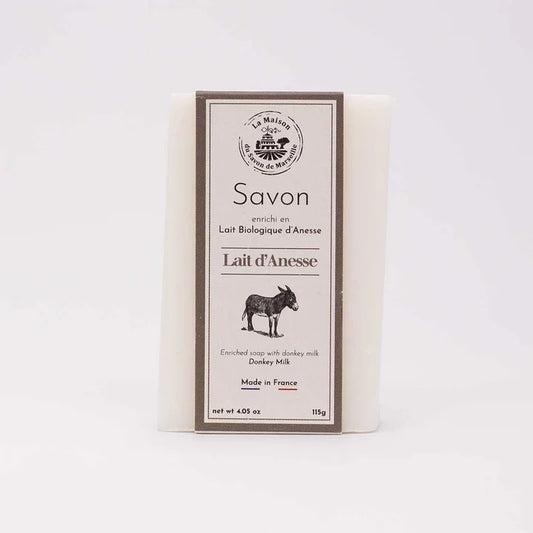 La Maison
du Savon de Marseille
Savon
enrichi en
Lait Biologique d'Anesse
Lait d'Anesse
Enriched soap with donkey milk
Donkey Milk
Made in France
net wt 4.05 oz 115g